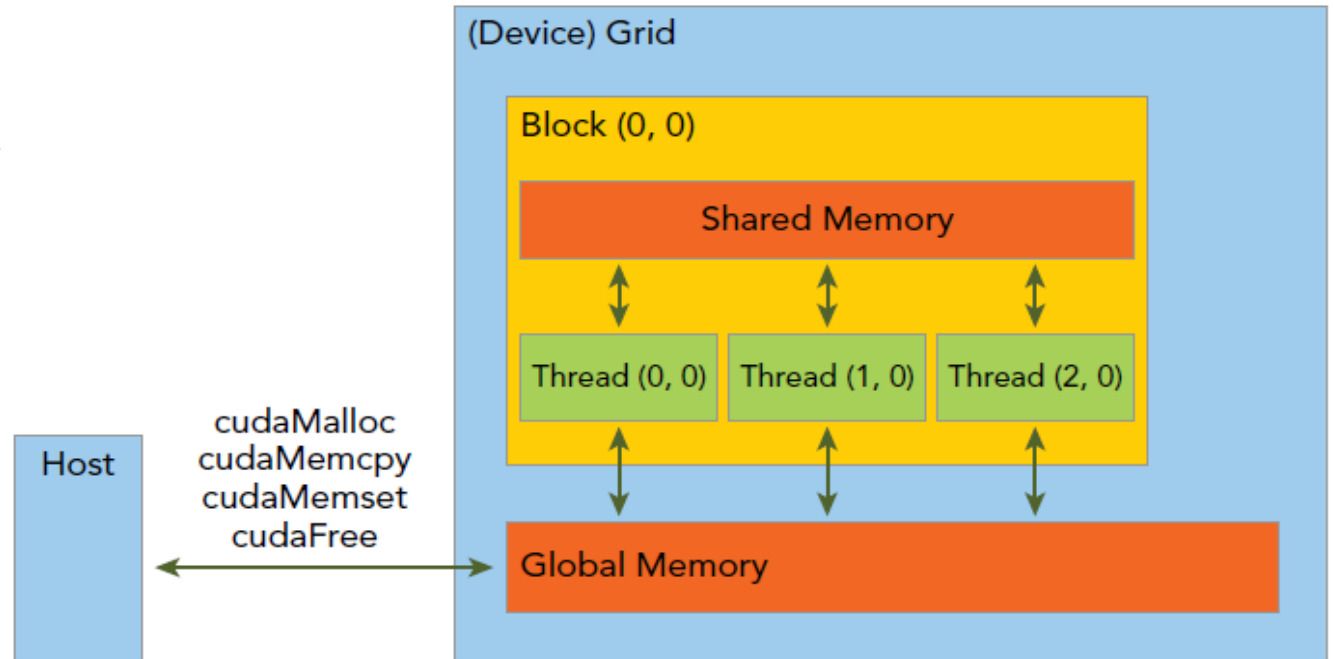 (Device) Grid
Block (0, 0)
Shared Memory
Thread (0, 0)
Thread (1, 0)
Thread (2, 0)
Host
cudaMalloc
cudaMemcpy
cudaMemset
cudaFree
Global Memory